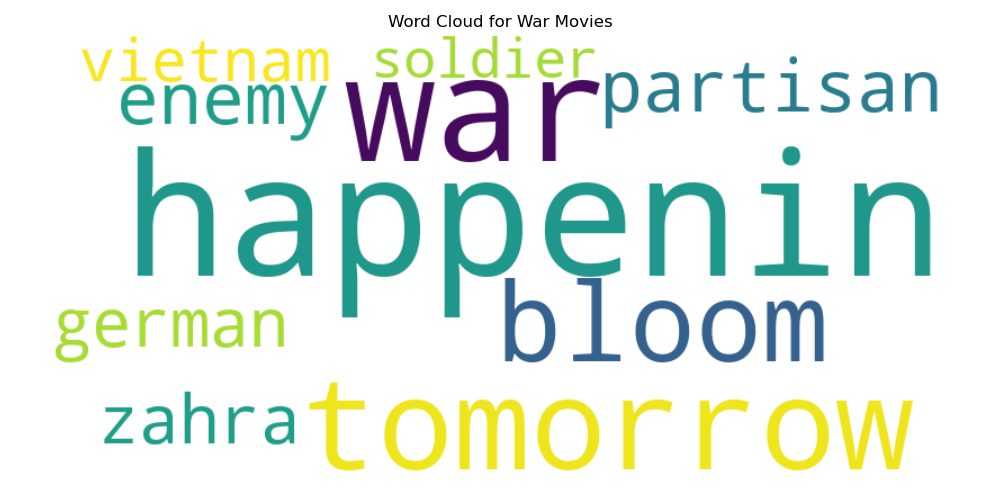 Word Cloud for War Movies
vietnam soldier
enemy war partisan
happenin
german bloom
zahra tomorrow